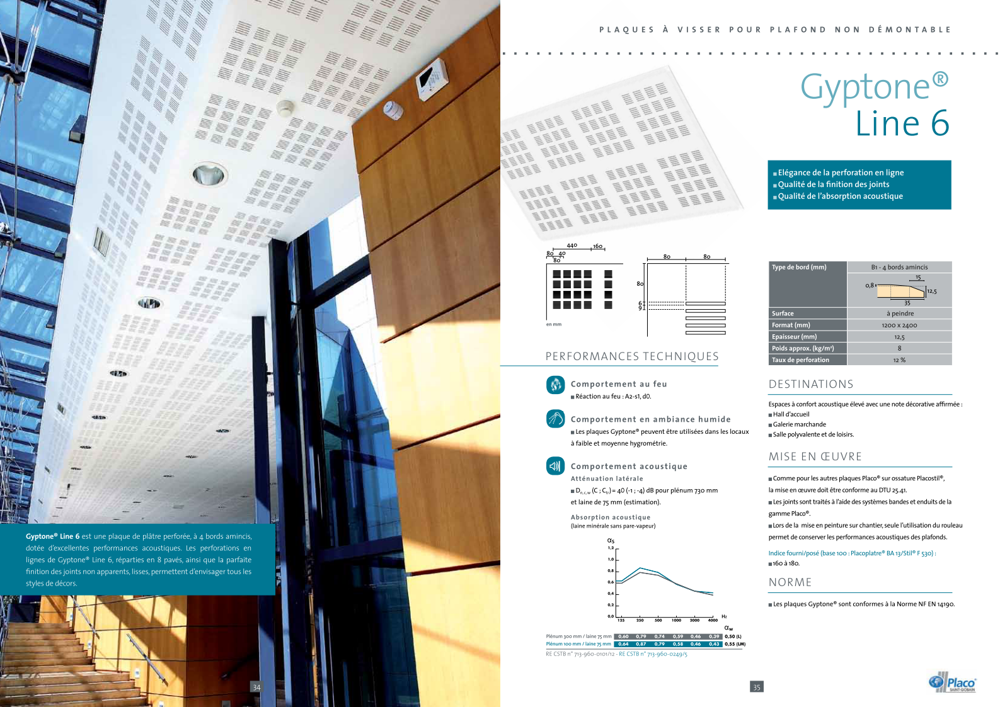 Gyptone® Line 6 est une plaque de plâtre perforée, à 4 bords amincis,
dotée d'excellentes performances acoustiques. Les perforations en
lignes de Gyptone® Line 6, réparties en 8 pavés, ainsi que la parfaite
finition des joints non apparents, lisses, permettent d'envisager tous les
styles de décors.
34
PLAQUES À VISSER POUR PLAFOND NON DÉMONTABLE
Gyptone®
Line 6
Elégance de la perforation en ligne
Qualité de la finition des joints
Qualité de l'absorption acoustique
440 160
80 40
80
en mm
80 80
80
6
9
Type de bord (mm) B1 - 4 bords amincis
15
0,8
12,5
35
Surface à peindre
Format (mm) 1200 x 2400
Epaisseur (mm) 12,5
Poids approx. (kg/m²) 8
Taux de perforation 12 %
PERFORMANCES TECHNIQUES
Comportement au feu
Réaction au feu : A2-s1, d0.
Comportement en ambiance humide
Les plaques Gyptone® peuvent être utilisées dans les locaux
à faible et moyenne hygrométrie.
Comportement acoustique
Atténuation latérale
Dn,c,w (C ; Ctr) = 40 (-1 ; -4) dB pour plénum 730 mm
et laine de 75 mm (estimation).
Absorption acoustique
(laine minérale sans pare-vapeur)
αs
1,2
1,0
0,8
0,6
0,4
0,2
0,0
125 250 500 1000 2000 4000 Hz
αw
Plénum 300 mm / laine 75 mm 0,60 0,79 0,74 0,59 0,46 0,39 0,50 (L)
Plénum 100 mm / laine 75 mm 0,64 0,87 0,79 0,58 0,46 0,43 0,55 (LM)
RE CSTB n° 713-960-0101/12 - RE CSTB n° 713-960-0249/5
DESTINATIONS
Espaces à confort acoustique élevé avec une note décorative affirmée :
Hall d'accueil
Galerie marchande
Salle polyvalente et de loisirs.
MISE EN ŒUVRE
Comme pour les autres plaques Placo® sur ossature Placostil®,
la mise en œuvre doit être conforme au DTU 25.41.
Les joints sont traités à l'aide des systèmes bandes et enduits de la
gamme Placo®.
Lors de la mise en peinture sur chantier, seule l'utilisation du rouleau
permet de conserver les performances acoustiques des plafonds.
Indice fourni/posé (base 100 : Placoplatre® BA 13/Stil® F 530) :
160 à 180.
NORME
Les plaques Gyptone® sont conformes à la Norme NF EN 14190.
35
Placo®
SAINT-GOBAIN